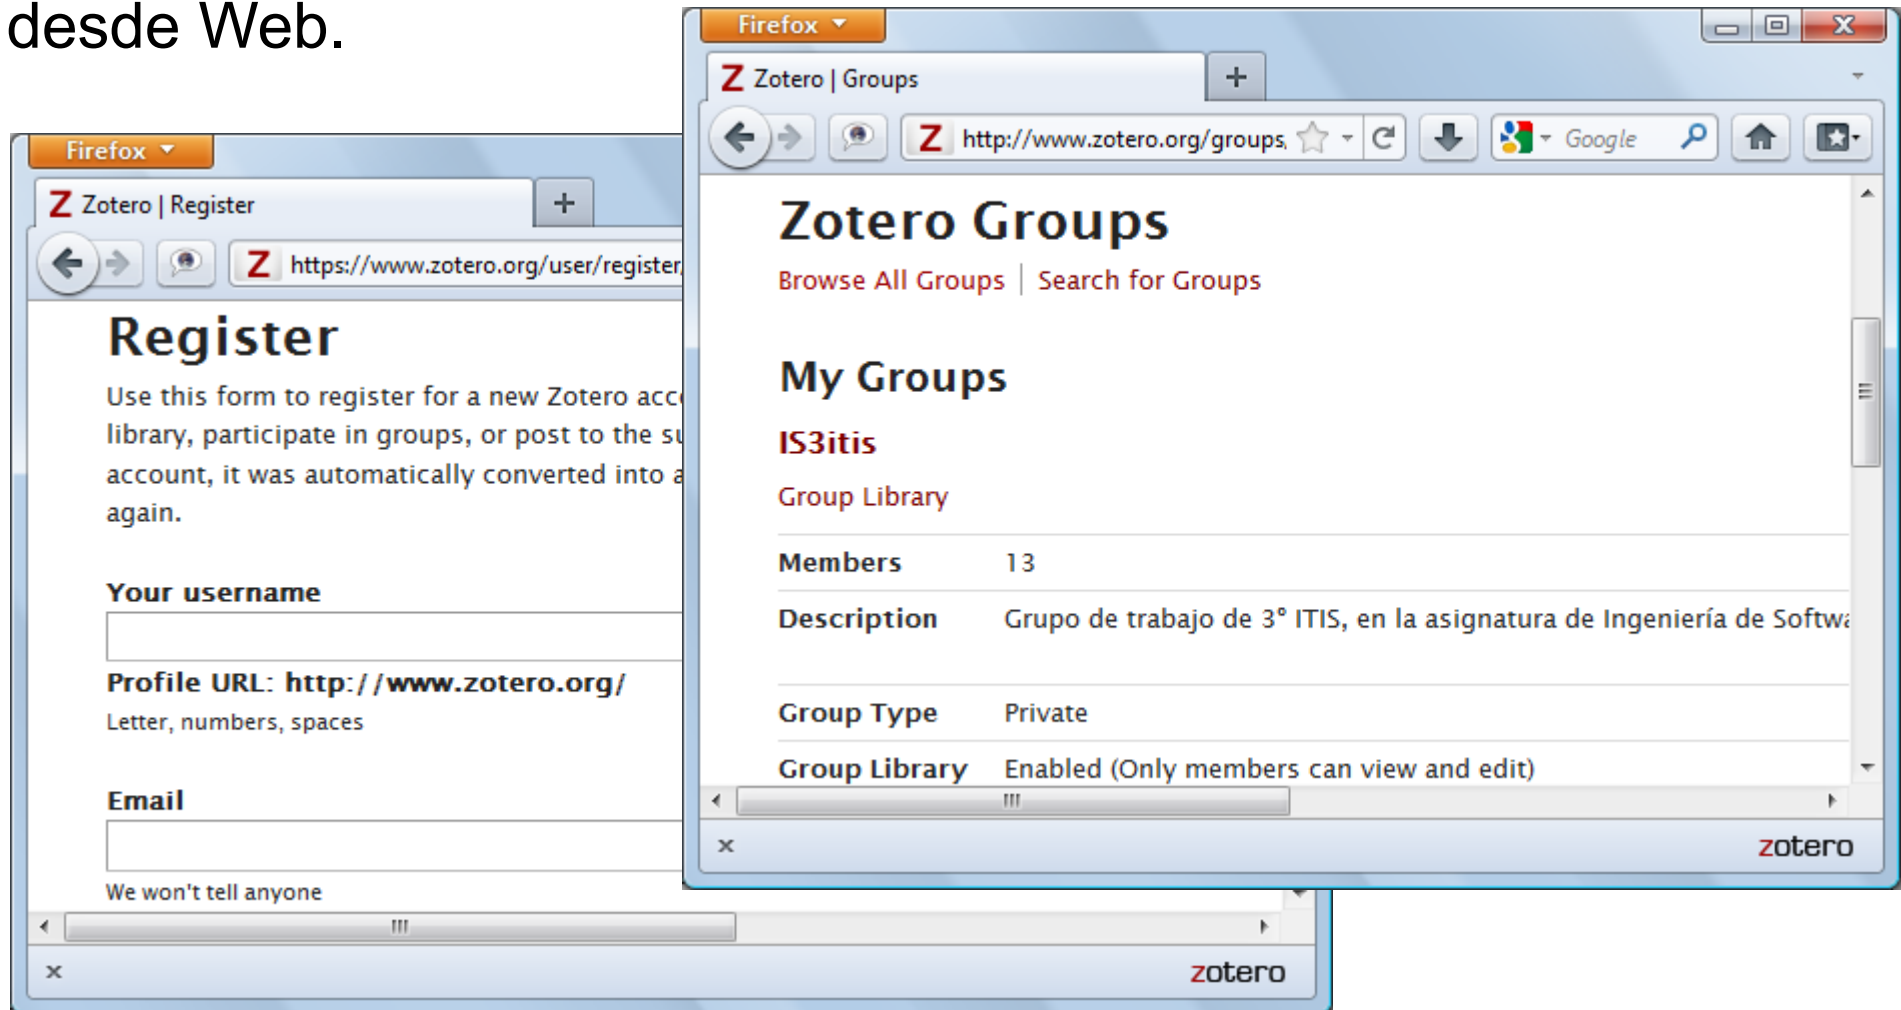 desde Web.
Firefox
Zotero | Groups
http://www.zotero.org/groups
Google
Zotero Groups
Browse All Groups | Search for Groups
My Groups
IS3itis
Group Library
Members 13
Description Grupo de trabajo de 3° ITIS, en la asignatura de Ingeniería de Softwa
Group Type Private
Group Library Enabled (Only members can view and edit)
zotero
Firefox
Zotero | Register
https://www.zotero.org/user/register
Register
Use this form to register for a new Zotero acc
library, participate in groups, or post to the su
account, it was automatically converted into a
again.
Your username
Profile URL: http://www.zotero.org/
Letter, numbers, spaces
Email
We won't tell anyone
zotero